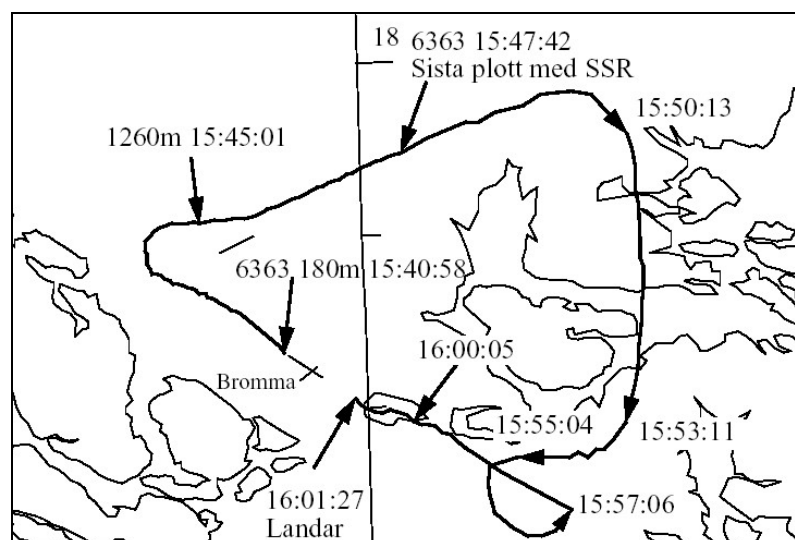 18
6363 15:47:42
Sista plott med SSR
15:50:13
1260m 15:45:01
6363 180m 15:40:58
16:00:05
Bromma
15:55:04
15:53:11
16:01:27
Landar
15:57:06